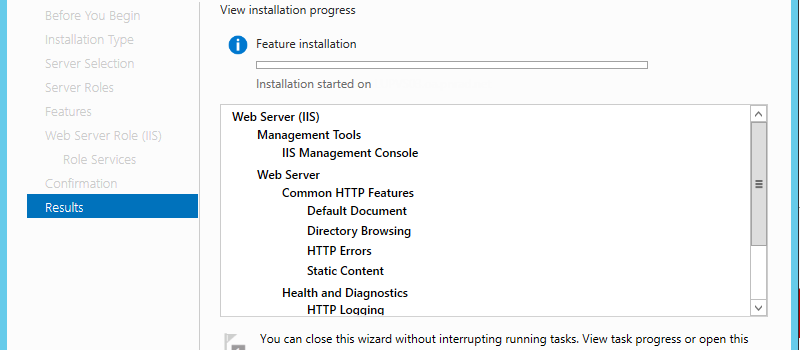 View installation progress
Before You Begin
Installation Type
Server Selection
Server Roles
Features
Web Server Role (IIS)
Role Services
Confirmation
Results
Feature installation
Installation started on
Web Server (IIS)
Management Tools
IIS Management Console
Web Server
Common HTTP Features
Default Document
Directory Browsing
HTTP Errors
Static Content
Health and Diagnostics
HTTP Logging
You can close this wizard without interrupting running tasks. View task progress or open this